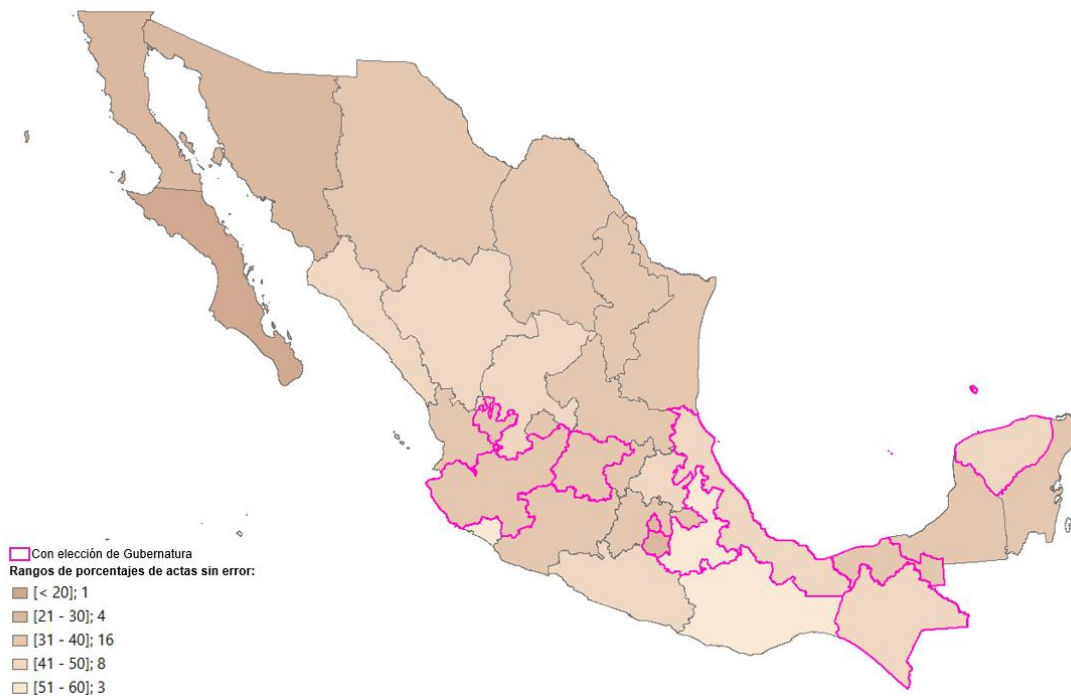 Con elección de Gubernatura
Rangos de porcentajes de actas sin error:
[< 20]; 1
[21 - 30]; 4
[31 - 40]; 16
[41 - 50]; 8
[51 - 60]; 3